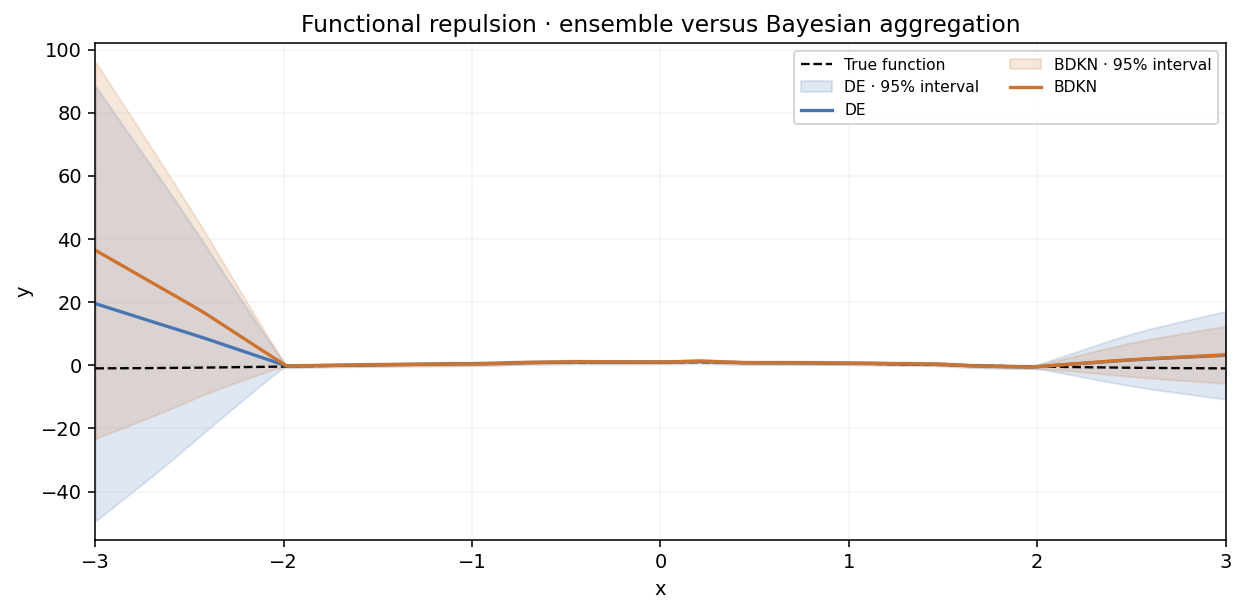 Functional repulsion · ensemble versus Bayesian aggregation
True function
DE · 95% interval
DE
BDKN · 95% interval
BDKN
y
100
80
60
40
20
0
−20
−40
−3
−2
−1
0
1
2
3
x